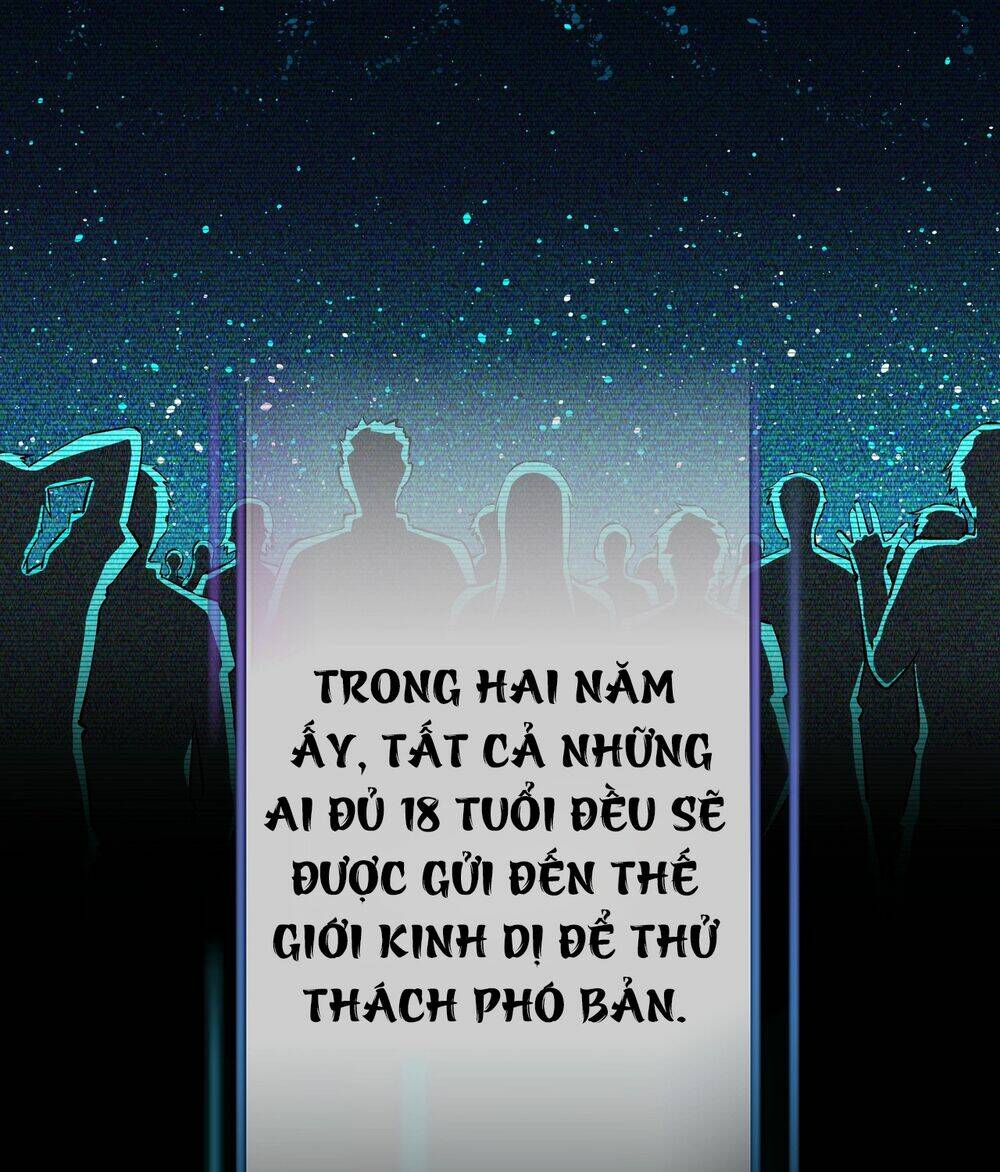 TRONG HAI NĂM
ẤY, TẤT CẢ NHỮNG
AI ĐỦ 18 TUỔI ĐỀU SẼ
ĐƯỢC GỬI ĐẾN THẾ
GIỚI KINH DỊ ĐỂ THỬ
THÁCH PHÓ BẢN.